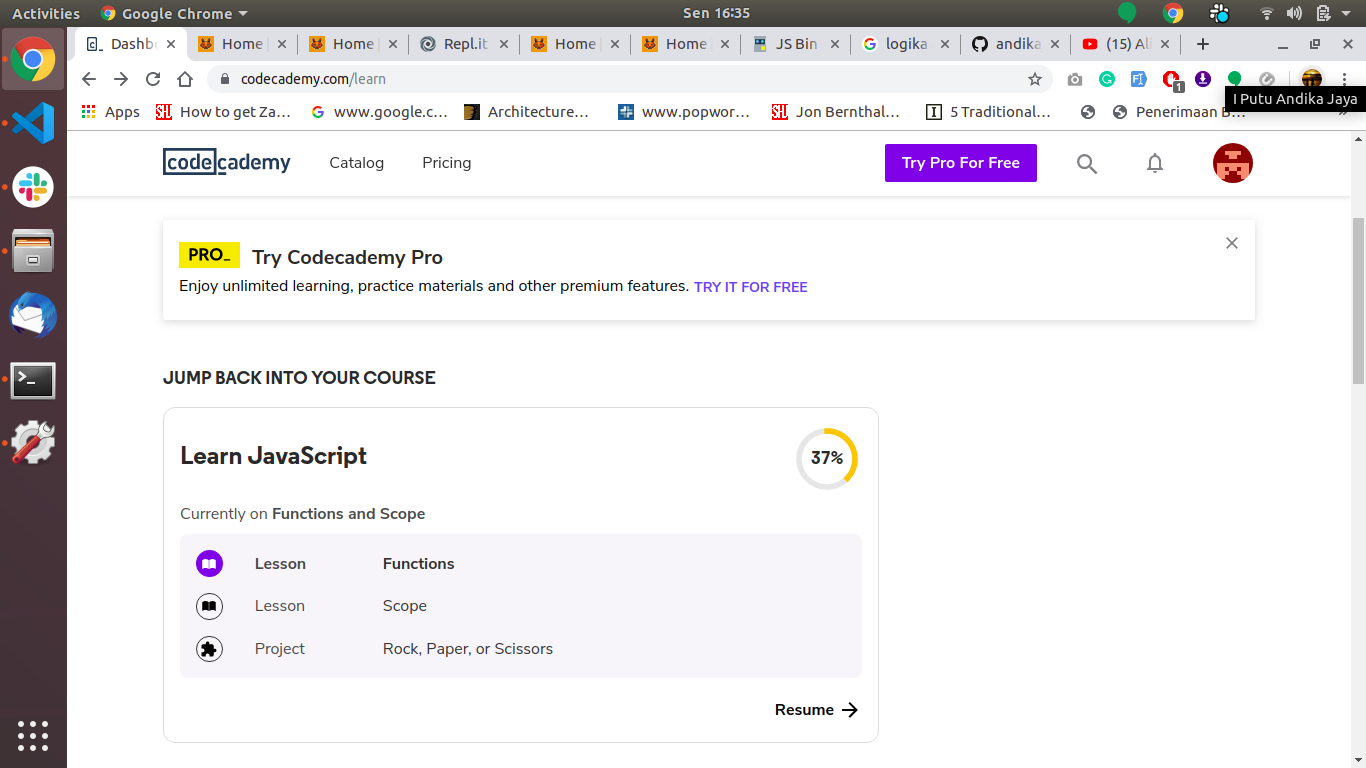 Activities Google Chrome Sen 16:35
Dashb Home Home Repl.it Home Home JS Bin logika andika (15) Ali
codecademy.com/learn 1
I Putu Andika Jaya
Apps How to get Za... www.google.c... Architecture... www.popwor... Jon Bernthal... 5 Traditional... Penerimaan B... »
codecademy Catalog Pricing Try Pro For Free
PRO_ Try Codecademy Pro
Enjoy unlimited learning, practice materials and other premium features. TRY IT FOR FREE
JUMP BACK INTO YOUR COURSE
Learn JavaScript 37%
Currently on Functions and Scope
Lesson Functions
Lesson Scope
Project Rock, Paper, or Scissors
Resume